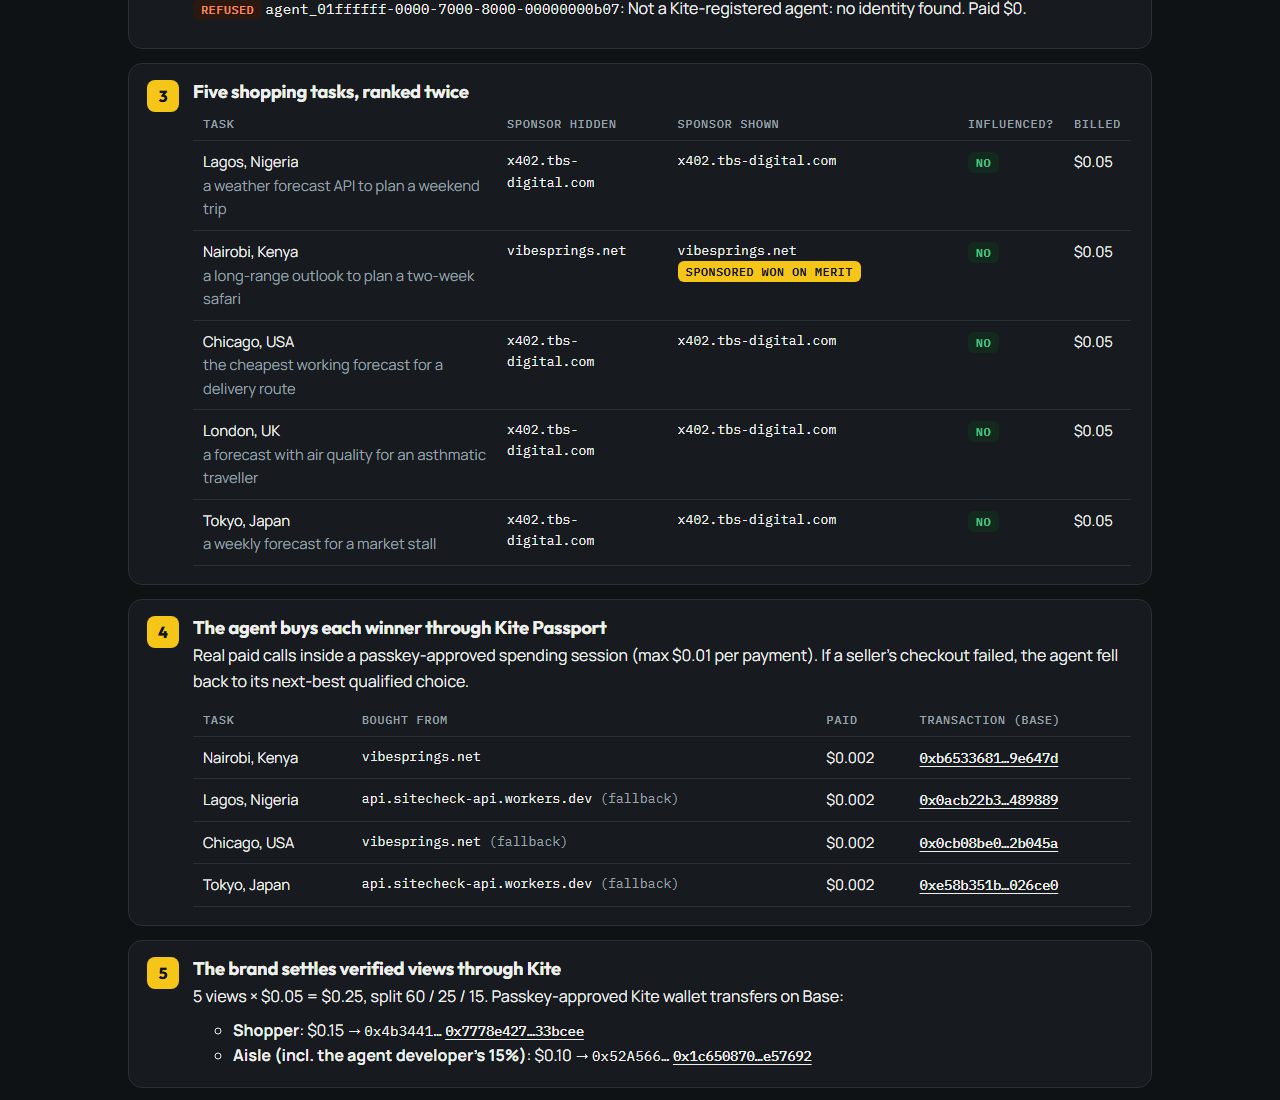 REFUSED agent_01ffffff-0000-7000-8000-00000000b07: Not a Kite-registered agent: no identity found. Paid $0.
3 Five shopping tasks, ranked twice
TASK SPONSOR HIDDEN SPONSOR SHOWN INFLUENCED? BILLED
Lagos, Nigeria x402.tbs- x402.tbs-digital.com NO $0.05
a weather forecast API to plan a weekend digital.com
trip
Nairobi, Kenya vibesprings.net vibesprings.net NO $0.05
a long-range outlook to plan a two-week SPONSORED WON ON MERIT
safari
Chicago, USA x402.tbs- x402.tbs-digital.com NO $0.05
the cheapest working forecast for a digital.com
delivery route
London, UK x402.tbs- x402.tbs-digital.com NO $0.05
a forecast with air quality for an asthmatic digital.com
traveller
Tokyo, Japan x402.tbs- x402.tbs-digital.com NO $0.05
a weekly forecast for a market stall digital.com
4 The agent buys each winner through Kite Passport
Real paid calls inside a passkey-approved spending session (max $0.01 per payment). If a seller's checkout failed, the agent fell
back to its next-best qualified choice.
TASK BOUGHT FROM PAID TRANSACTION (BASE)
Nairobi, Kenya vibesprings.net $0.002 0xb6533681…9e647d
Lagos, Nigeria api.sitecheck-api.workers.dev (fallback) $0.002 0x0acb22b3…489889
Chicago, USA vibesprings.net (fallback) $0.002 0x0cb08be0…2b045a
Tokyo, Japan api.sitecheck-api.workers.dev (fallback) $0.002 0xe58b351b…026ce0
5 The brand settles verified views through Kite
5 views × $0.05 = $0.25, split 60 / 25 / 15. Passkey-approved Kite wallet transfers on Base:
Shopper: $0.15 → 0x4b3441… 0x7778e427…33bcee
Aisle (incl. the agent developer's 15%): $0.10 → 0x52A566… 0x1c650870…e57692